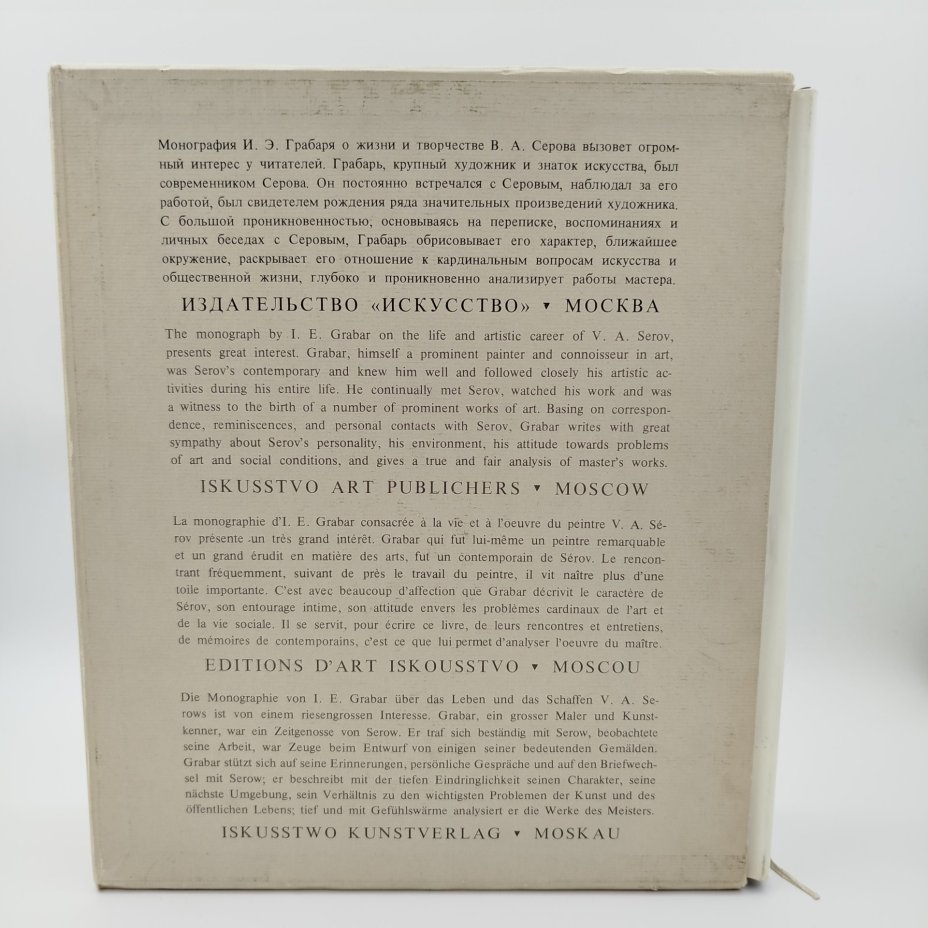 Монография И. Э. Грабаря о жизни и творчестве В. А. Серова вызовет огром-
ный интерес у читателей. Грабарь, крупный художник и знаток искусства, был
современником Серова. Он постоянно встречался с Серовым, наблюдал за его
работой, был свидетелем рождения ряда значительных произведений художника.
С большой проникновенностью, основываясь на переписке, воспоминаниях и
личных беседах с Серовым, Грабарь обрисовывает его характер, ближайшее
окружение, раскрывает его отношение к кардинальным вопросам искусства и
общественной жизни, глубоко и проникновенно анализирует работы мастера.
ИЗДАТЕЛЬСТВО «ИСКУССТВО» ▾ МОСКВА
The monograph by I. E. Grabar on the life and artistic career of V. A. Serov,
presents great interest. Grabar, himself a prominent painter and connoisseur in art,
was Serov's contemporary and knew him well and followed closely his artistic ac-
tivities during his entire life. He continually met Serov, watched his work and was
a witness to the birth of a number of prominent works of art. Basing on correspon-
dence, reminiscences, and personal contacts with Serov, Grabar writes with great
sympathy about Serov's personality, his environment, his attitude towards problems
of art and social conditions, and gives a true and fair analysis of master's works.
ISKUSSTVO ART PUBLICHERS ▾ MOSCOW
La monographie d'I. E. Grabar consacrée à la vie et à l'oeuvre du peintre V. A. Sé-
rov présente un très grand intérêt. Grabar qui fut lui-même un peintre remarquable
et un grand érudit en matière des arts, fut un contemporain de Sérov. Le rencon-
trant fréquemment, suivant de près le travail du peintre, il vit naître plus d'une
toile importante. C'est avec beaucoup d'affection que Grabar décrivit le caractère de
Sérov, son entourage intime, son attitude envers les problèmes cardinaux de l'art et
de la vie sociale. Il se servit, pour écrire ce livre, de leurs rencontres et entretiens,
de mémoires de contemporains, c'est ce que lui permet d'analyser l'oeuvre du maître.
EDITIONS D'ART ISKOUSSTVO ▾ MOSCOU
Die Monographie von I. E. Grabar über das Leben und das Schaffen V. A. Se-
rows ist von einem riesengrossen Interesse. Grabar, ein grosser Maler und Kunst-
kenner, war ein Zeitgenosse von Serow. Er traf sich beständig mit Serow, beobachtete
seine Arbeit, war Zeuge beim Entwurf von einigen seiner bedeutenden Gemälden.
Grabar stützt sich auf seine Erinnerungen, persönliche Gespräche und auf den Briefwech-
sel mit Serow; er beschreibt mit der tiefen Eindringlichkeit seinen Charakter, seine
nächste Umgebung, sein Verhältnis zu den wichtigsten Problemen der Kunst und des
öffentlichen Lebens; tief und mit Gefühlswärme analysiert er die Werke des Meisters.
ISKUSSTWO KUNSTVERLAG ▾ MOSKAU